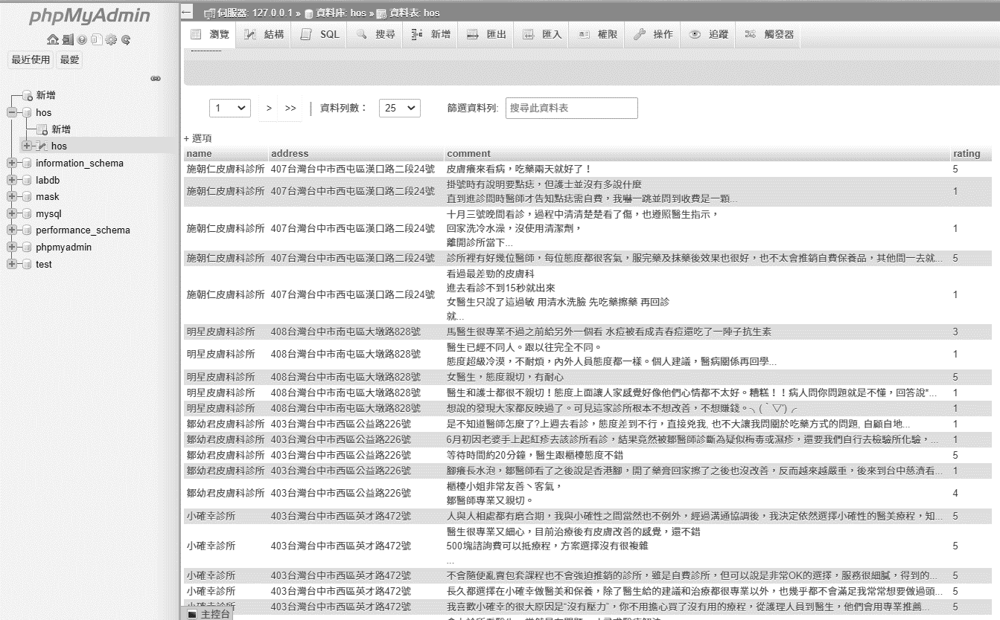 phpMyAdmin
最近使用 最愛
新增
hos
新增
hos
information_schema
labdb
mask
mysql
performance_schema
phpmyadmin
test
伺服器: 127.0.0.1 » 資料庫: hos » 資料表: hos
瀏覽 結構 SQL 搜尋 新增 匯出 匯入 權限 操作 追蹤 觸發器
1 > >> | 資料列數： 25 篩選資料列: 搜尋此資料表
+ 選項
name address comment rating
施朝仁皮膚科診所 407台灣台中市西屯區漢口路二段24號 皮膚癢來看病，吃藥兩天就好了！ 5
施朝仁皮膚科診所 407台灣台中市西屯區漢口路二段24號 掛號時有說明要點痣，但護士並沒有多說什麼
直到進診間時醫師才告知點痣需自費，我嚇一跳並問到收費是一顆... 1
施朝仁皮膚科診所 407台灣台中市西屯區漢口路二段24號 十月三號晚間看診，過程中清清楚楚看了傷，也遵照醫生指示，
回家洗冷水澡，沒使用清潔劑，
離開診所當下... 1
施朝仁皮膚科診所 407台灣台中市西屯區漢口路二段24號 診所裡有好幾位醫師，每位態度都很客氣，服完藥及抹藥後效果也很好，也不太會推銷自費保養品，其他間一去就... 5
施朝仁皮膚科診所 407台灣台中市西屯區漢口路二段24號 看過最差勁的皮膚科
進去看診不到15秒就出來
女醫生只說了這過敏 用清水洗臉 先吃藥擦藥 再回診
就... 1
明星皮膚科診所 408台灣台中市南屯區大墩路828號 馬醫生很專業不過之前給另外一個看 水痘被看成青春痘還吃了一陣子抗生素 3
明星皮膚科診所 408台灣台中市南屯區大墩路828號 醫生已經不同人。跟以往完全不同。
態度超級冷漠，不耐煩，內外人員態度都一樣。個人建議，醫病關係再回學... 1
明星皮膚科診所 408台灣台中市南屯區大墩路828號 女醫生，態度親切，有耐心 5
明星皮膚科診所 408台灣台中市南屯區大墩路828號 醫生和護士都很不親切！態度上面讓人家感覺好像他們心情都不太好。糟糕！！病人問你問題就是不懂，回答說*... 1
明星皮膚科診所 408台灣台中市南屯區大墩路828號 想說的發現大家都反映過了。可見這家診所根本不想改善，不想賺錢。╮(｀▽′)╭ 1
鄒幼君皮膚科診所 403台灣台中市西區公益路226號 是不知道醫師怎麼了?上週去看診，態度差到不行，直接兇我, 也不大讓我問關於吃藥方式的問題, 自顧自地... 1
鄒幼君皮膚科診所 403台灣台中市西區公益路226號 6月初因老婆手上起紅疹去該診所看診，結果竟然被鄒醫師診斷為疑似梅毒或濕疹，還要我們自行去檢驗所化驗，... 1
鄒幼君皮膚科診所 403台灣台中市西區公益路226號 等待時間約20分鐘，醫生跟櫃檯態度不錯 5
鄒幼君皮膚科診所 403台灣台中市西區公益路226號 腳癢長水泡，鄒醫師看了之後說是香港腳，開了藥膏回家擦了之後也沒改善，反而越來越嚴重，後來到台中慈濟看... 1
鄒幼君皮膚科診所 403台灣台中市西區公益路226號 櫃檯小姐非常友善丶客氣，
鄒醫師專業又親切。 4
小確幸診所 403台灣台中市西區英才路472號 人與人相處都有磨合期，我與小確性之間當然也不例外，經過溝通協調後，我決定依然選擇小確性的醫美療程，知... 5
小確幸診所 403台灣台中市西區英才路472號 醫生很專業又細心，目前治療後有皮膚改善的感覺，還不錯
500塊諮詢費可以抵療程，方案選擇沒有很複雜
... 5
小確幸診所 403台灣台中市西區英才路472號 不會隨便亂賣包套課程也不會強迫推銷的診所，雖是自費診所，但可以說是非常OK的選擇，服務很細膩，得到的... 5
小確幸診所 403台灣台中市西區英才路472號 長久都選擇在小確幸做醫美和保養，除了醫生給的建議和治療都很專業以外，也幾乎都不會滿足我常常想要做過頭... 5
小確幸診所 403台灣台中市西區英才路472號 我喜歡小確幸的很大原因是“沒有壓力”，你不用擔心買了沒有用的療程，從護理人員到醫生，他們會用專業推薦... 5
主控台